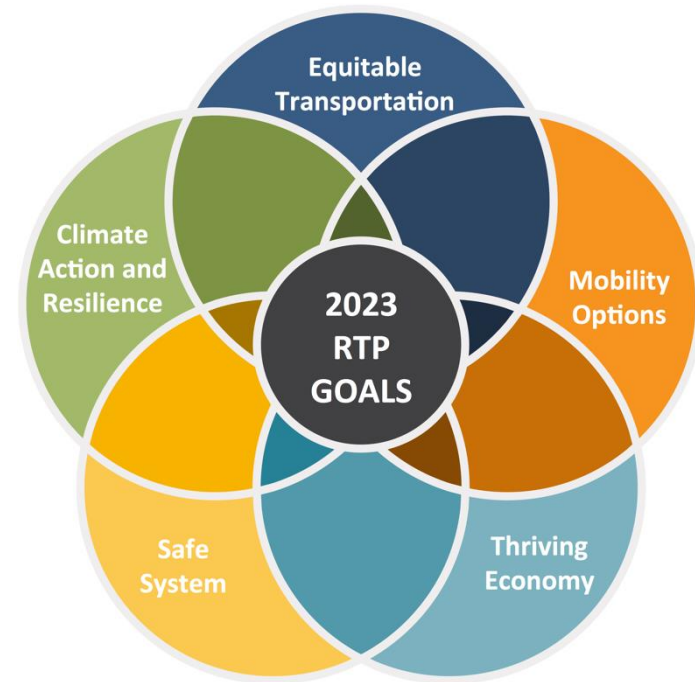 Equitable
Transportation
Climate
Action and
Resilience
Mobility
Options
2023
RTP
GOALS
Safe
System
Thriving
Economy